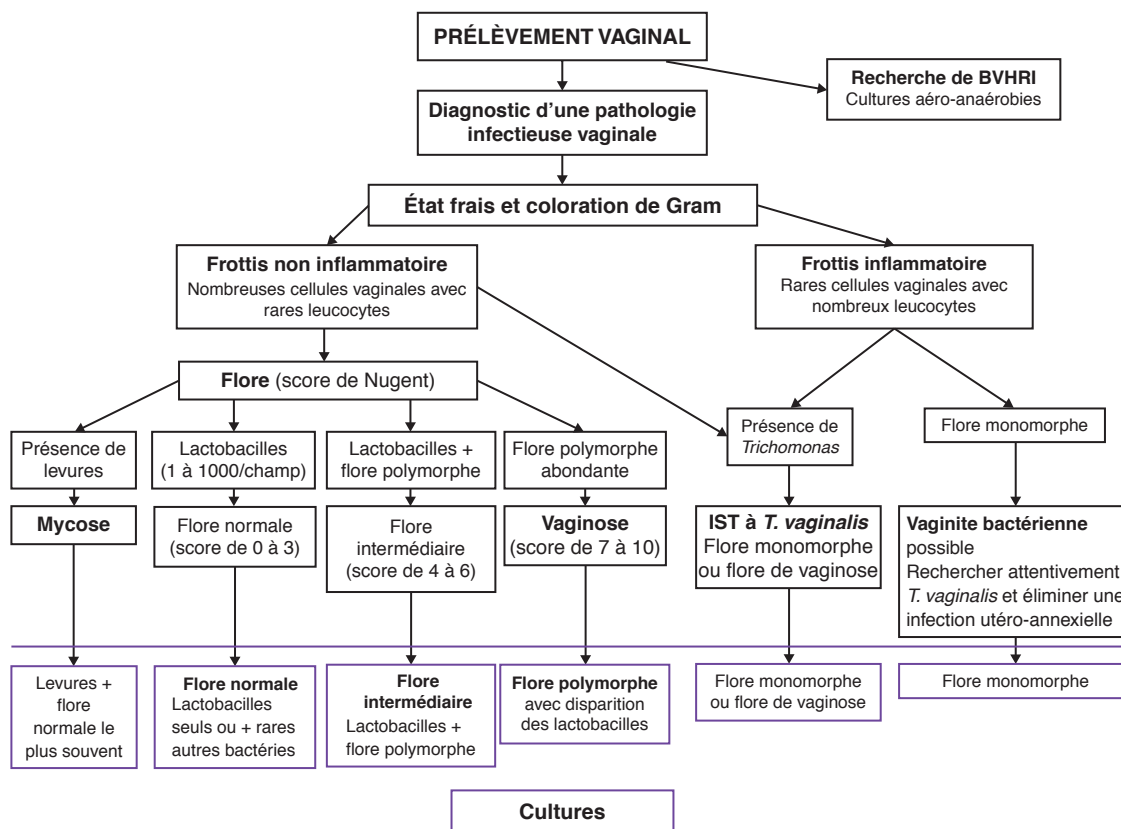 PRÉLÈVEMENT VAGINAL
Recherche de BVHRI
Cultures aéro-anaérobies
Diagnostic d’une pathologie
infectieuse vaginale
État frais et coloration de Gram
Frottis non inflammatoire
Nombreuses cellules vaginales avec
rares leucocytes
Frottis inflammatoire
Rares cellules vaginales avec
nombreux leucocytes
Flore (score de Nugent)
Présence de
levures
Lactobacilles
(1 à 1000/champ)
Lactobacilles +
flore polymorphe
Flore polymorphe
abondante
Présence de
Trichomonas
Flore monomorphe
Mycose
Flore normale
(score de 0 à 3)
Flore
intermédiaire
(score de 4 à 6)
Vaginose
(score de 7 à 10)
IST à T. vaginalis
Flore monomorphe
ou flore de vaginose
Vaginite bactérienne
possible
Rechercher attentivement
T. vaginalis et éliminer une
infection utéro-annexielle
Levures +
flore
normale le
plus souvent
Flore normale
Lactobacilles
seuls ou + rares
autres bactéries
Flore
intermédiaire
Lactobacilles +
flore polymorphe
Flore polymorphe
avec disparition
des lactobacilles
Flore monomorphe
ou flore de vaginose
Flore monomorphe
Cultures